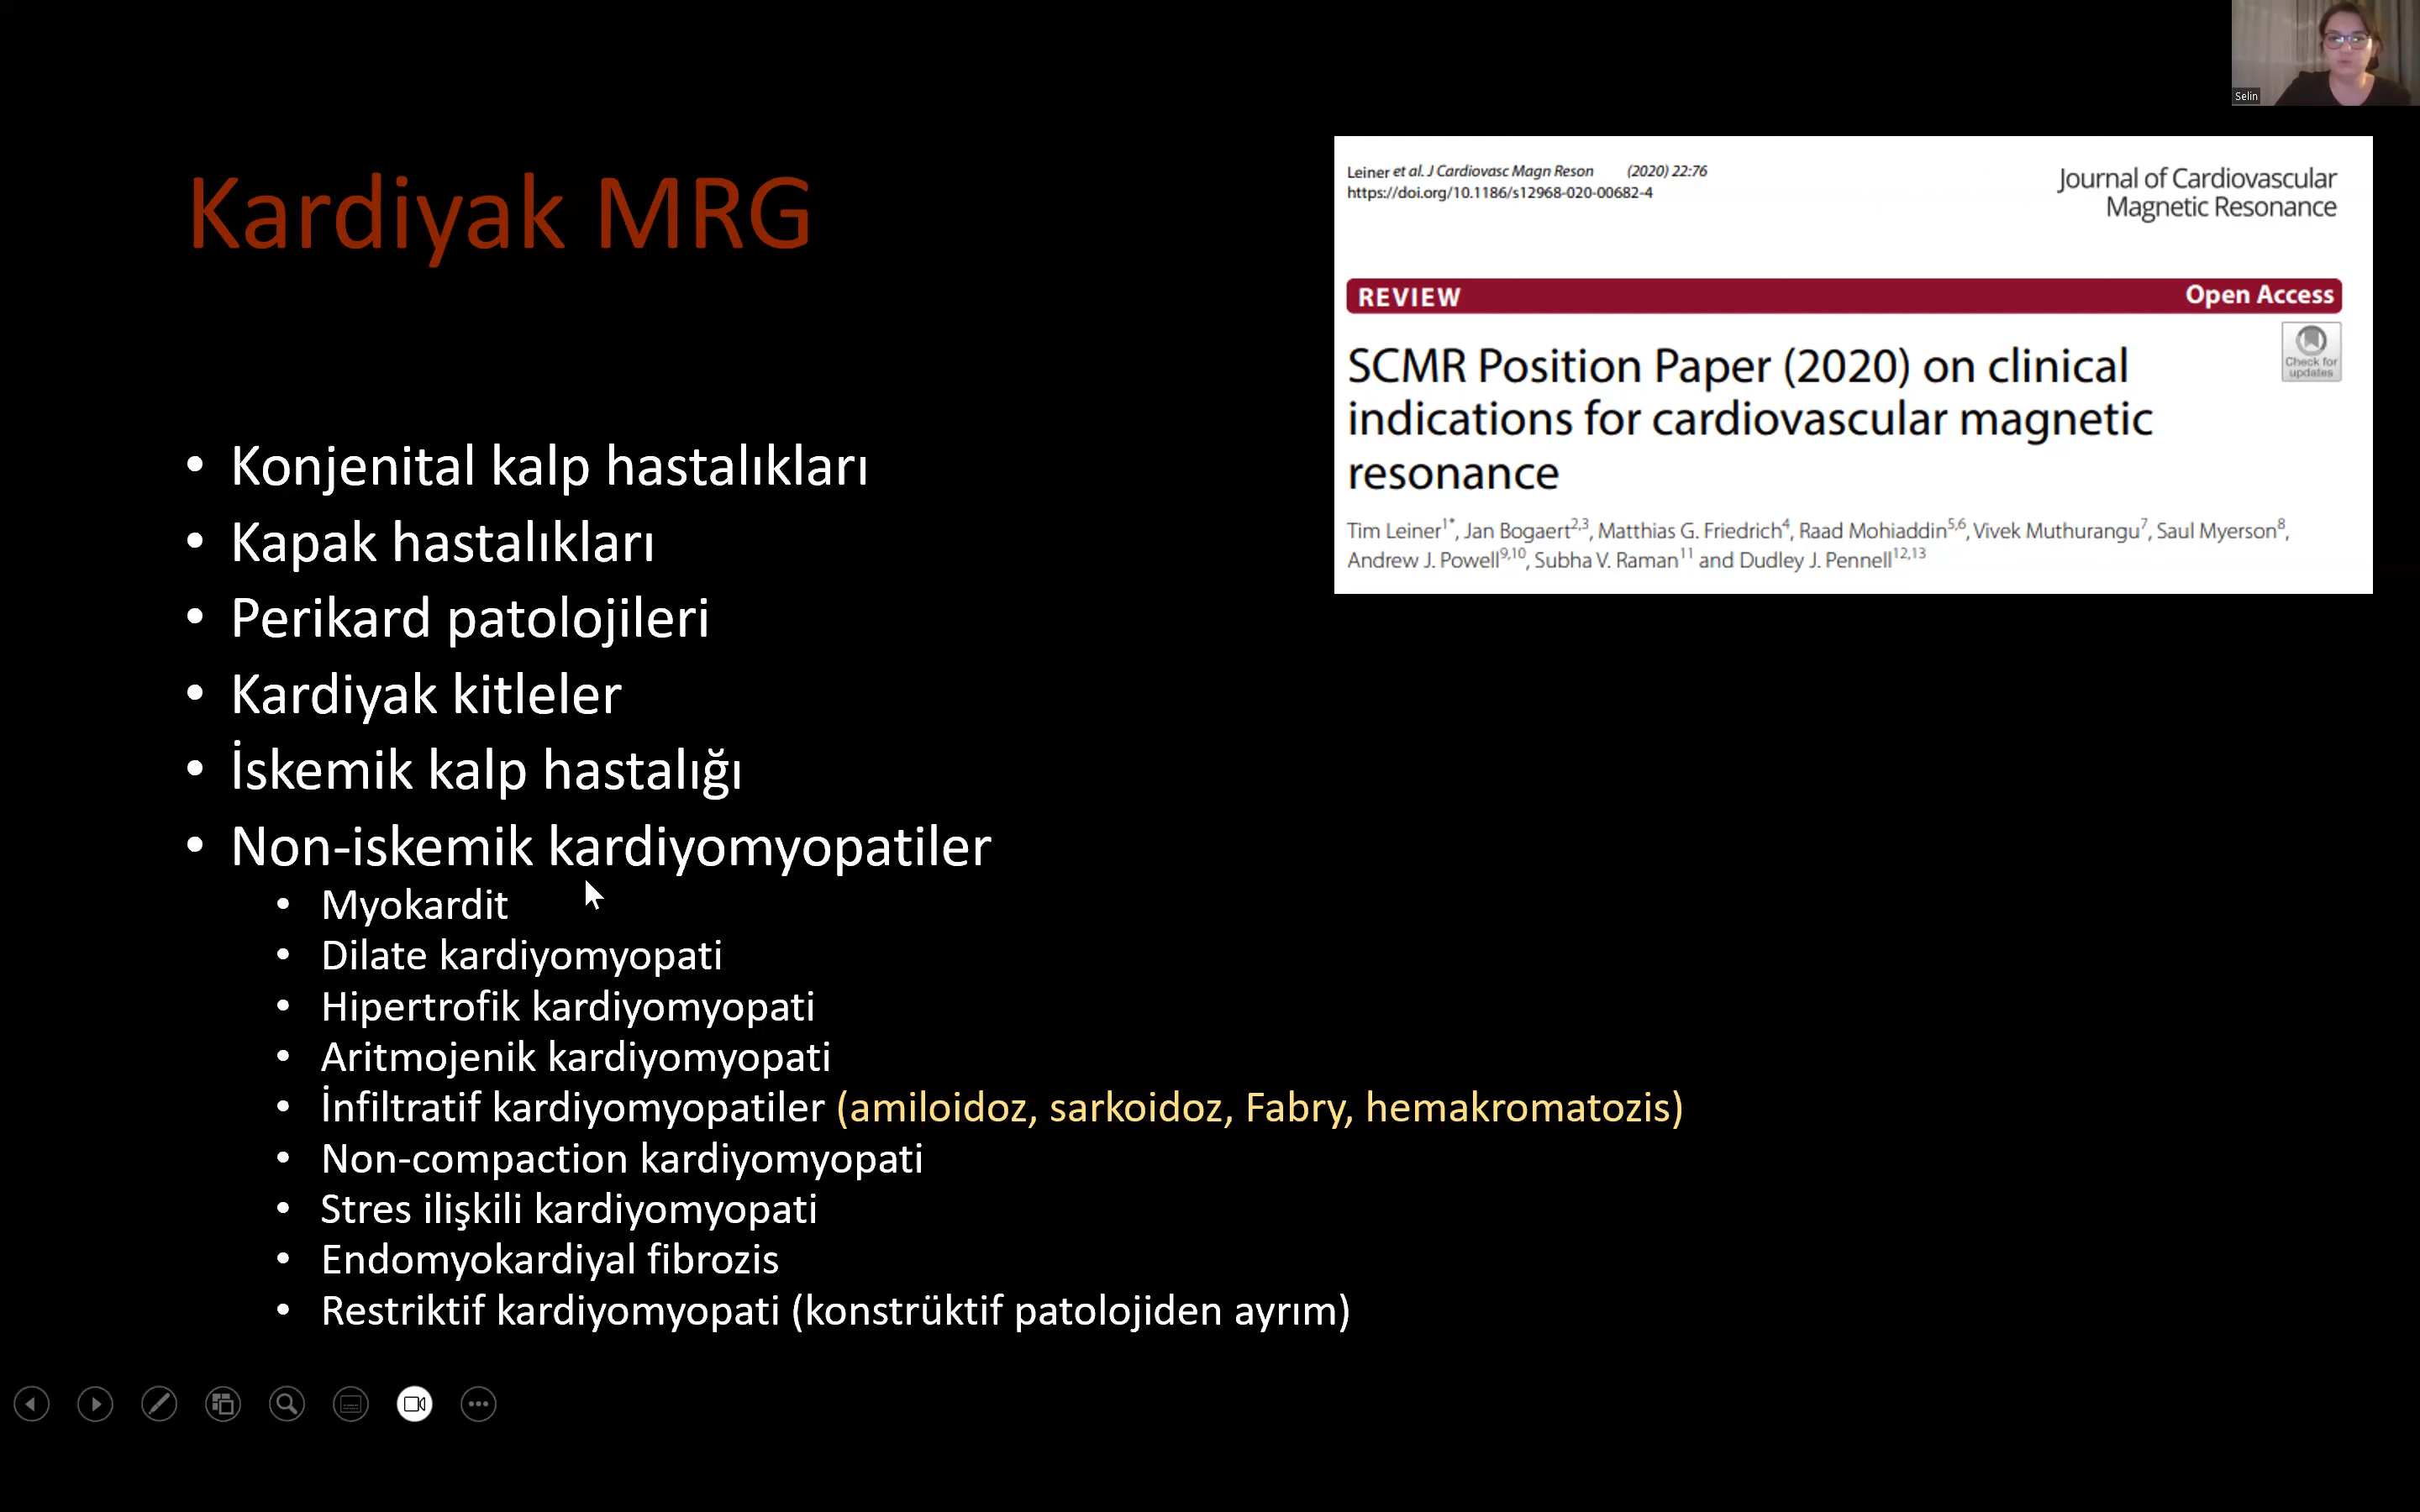 Selin
Kardiyak MRG
Leiner et al. J Cardiovasc Magn Reson (2020) 22:76
https://doi.org/10.1186/s12968-020-00682-4
Journal of Cardiovascular
Magnetic Resonance
REVIEW Open Access
Check for
updates
SCMR Position Paper (2020) on clinical
indications for cardiovascular magnetic
resonance
Tim Leiner1*, Jan Bogaert2,3, Matthias G. Friedrich4, Raad Mohiaddin5,6, Vivek Muthurangu7, Saul Myerson8,
Andrew J. Powell9,10, Subha V. Raman11 and Dudley J. Pennell12,13
• Konjenital kalp hastalıkları
• Kapak hastalıkları
• Perikard patolojileri
• Kardiyak kitleler
• İskemik kalp hastalığı
• Non-iskemik kardiyomyopatiler
• Myokardit
• Dilate kardiyomyopati
• Hipertrofik kardiyomyopati
• Aritmojenik kardiyomyopati
• İnfiltratif kardiyomyopatiler (amiloidoz, sarkoidoz, Fabry, hemakromatozis)
• Non-compaction kardiyomyopati
• Stres ilişkili kardiyomyopati
• Endomyokardiyal fibrozis
• Restriktif kardiyomyopati (konstrüktif patolojiden ayrım)